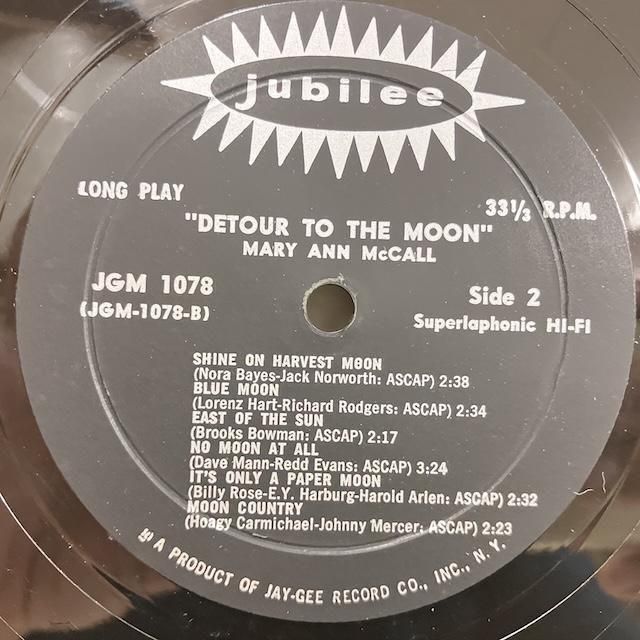 jubilee
LONG PLAY
33⅓ R.P.M.
"DETOUR TO THE MOON"
MARY ANN McCALL
JGM 1078
(JGM-1078-B)
Side 2
Superlaphonic HI-FI
SHINE ON HARVEST MOON
(Nora Bayes-Jack Norworth: ASCAP) 2:38
BLUE MOON
(Lorenz Hart-Richard Rodgers: ASCAP) 2:34
EAST OF THE SUN
(Brooks Bowman: ASCAP) 2:17
NO MOON AT ALL
(Dave Mann-Redd Evans: ASCAP) 3:24
IT'S ONLY A PAPER MOON
(Billy Rose-E.Y. Harburg-Harold Arlen: ASCAP) 2:32
MOON COUNTRY
(Hoagy Carmichael-Johnny Mercer: ASCAP) 2:23
A PRODUCT OF JAY-GEE RECORD CO., INC., N. Y.